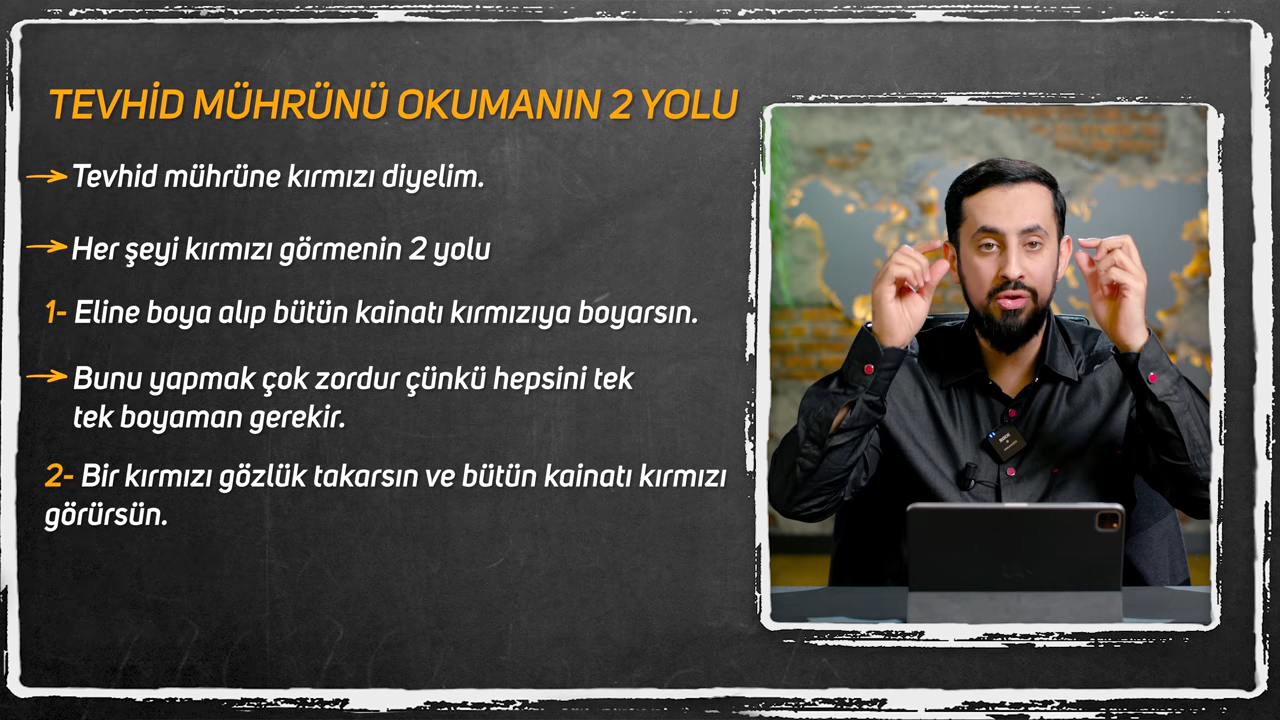 TEVHİD MÜHRÜNÜ OKUMANIN 2 YOLU
Tevhid mührüne kırmızı diyelim.
Her şeyi kırmızı görmenin 2 yolu
1- Eline boya alıp bütün kainatı kırmızıya boyarsın.
Bunu yapmak çok zordur çünkü hepsini tek
tek boyaman gerekir.
2- Bir kırmızı gözlük takarsın ve bütün kainatı kırmızı
görürsün.